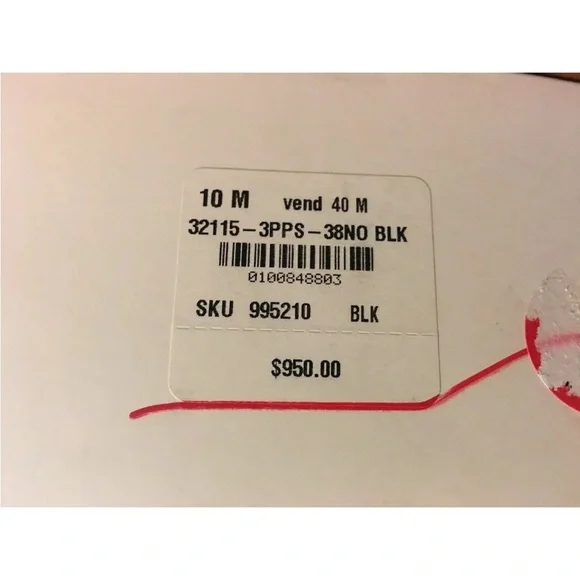 10 M vend 40 M
32115-3PPS-38NO BLK
0100848803
SKU 995210 BLK
$950.00